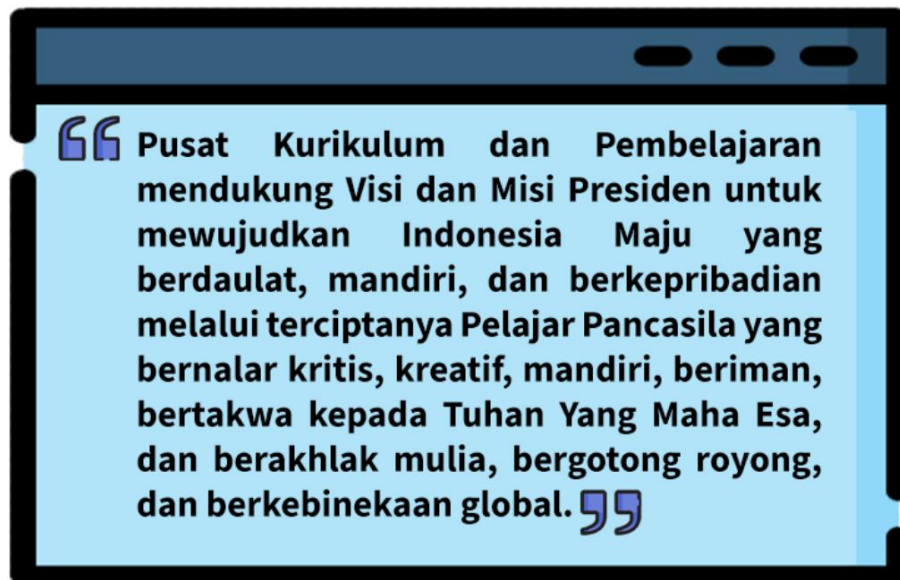 “Pusat Kurikulum dan Pembelajaran
mendukung Visi dan Misi Presiden untuk
mewujudkan Indonesia Maju yang
berdaulat, mandiri, dan berkepribadian
melalui terciptanya Pelajar Pancasila yang
bernalar kritis, kreatif, mandiri, beriman,
bertakwa kepada Tuhan Yang Maha Esa,
dan berakhlak mulia, bergotong royong,
dan berkebinekaan global.”